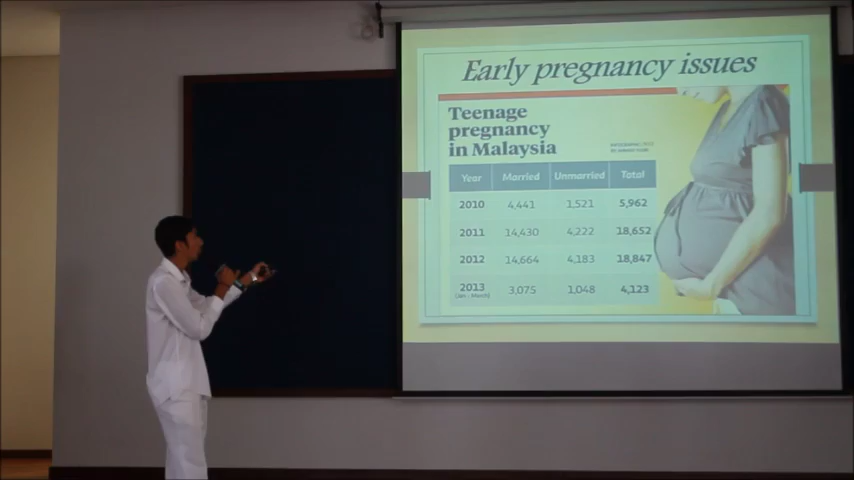 Early pregnancy issues
Teenage
pregnancy
in Malaysia
Year Married Unmarried Total
2010 4,441 1,521 5,962
2011 14,430 4,222 18,652
2012 14,664 4,183 18,847
2013 3,075 1,048 4,123
(Jan - March)